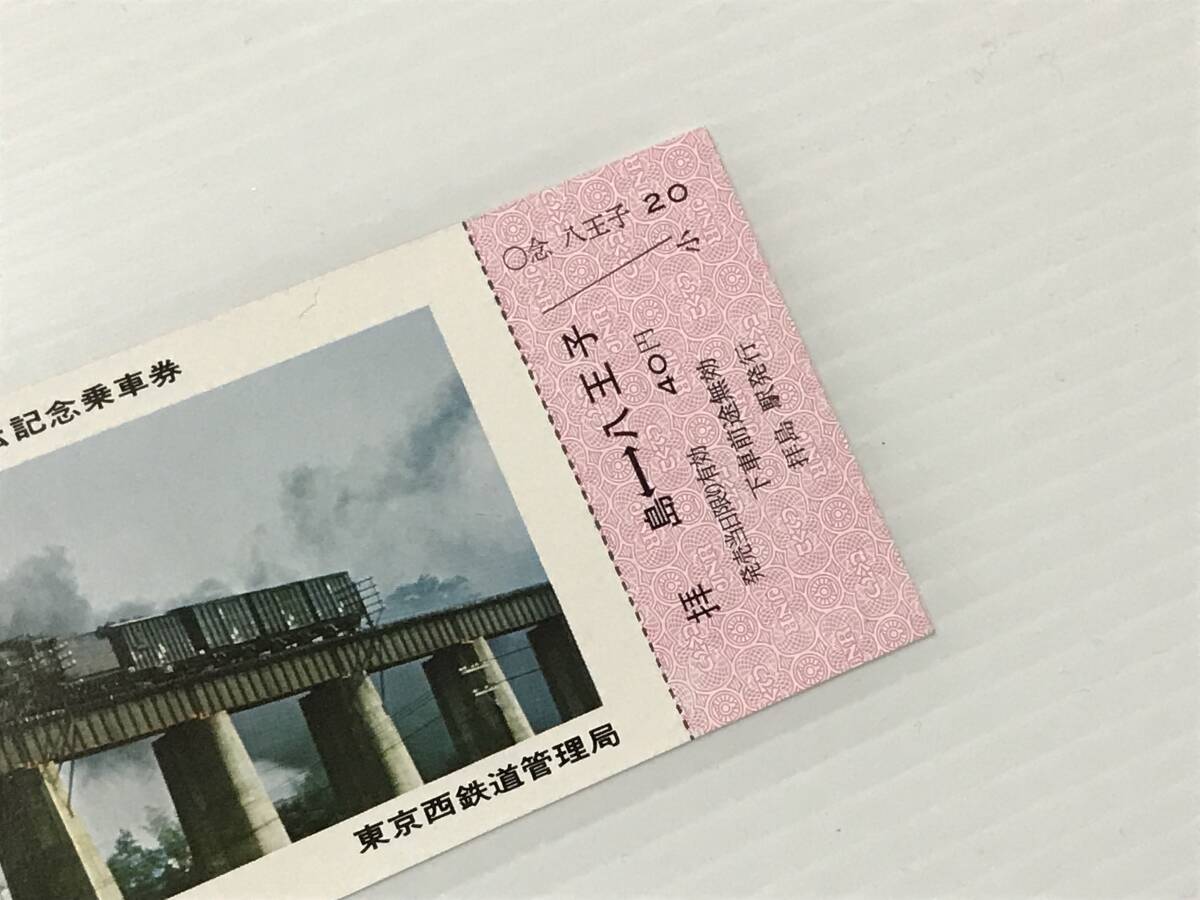 記念乗車券
東京西鉄道管理局
○念 八王子 20
小
拝島←→八王子
40円
発売当日限り有効
下車前途無効
拝島 駅発行